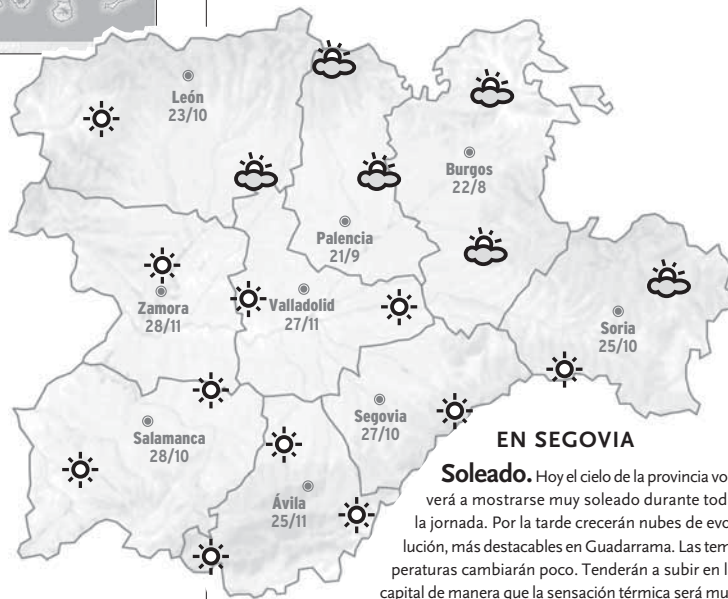 León
23/10
Burgos
22/8
Palencia
21/9
Zamora
28/11
Valladolid
27/11
Soria
25/10
Segovia
27/10
Salamanca
28/10
Ávila
25/11
EN SEGOVIA
Soleado. Hoy el cielo de la provincia vo
verá a mostrarse muy soleado durante tod
la jornada. Por la tarde crecerán nubes de evo
lución, más destacables en Guadarrama. Las tem
peraturas cambiarán poco. Tenderán a subir en l
capital de manera que la sensación térmica será mu